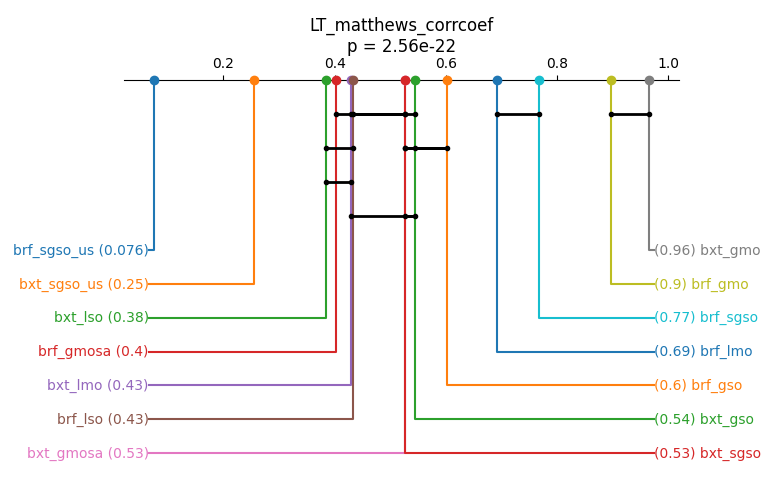 LT_matthews_corrcoef
p = 2.56e-22
0.2 0.4 0.6 0.8 1.0
brf_sgso_us (0.076) (0.96) bxt_gmo
bxt_sgso_us (0.25) (0.9) brf_gmo
bxt_lso (0.38) (0.77) brf_sgso
brf_gmosa (0.4) (0.69) brf_lmo
bxt_lmo (0.43) (0.6) brf_gso
brf_lso (0.43) (0.54) bxt_gso
bxt_gmosa (0.53) (0.53) bxt_sgso